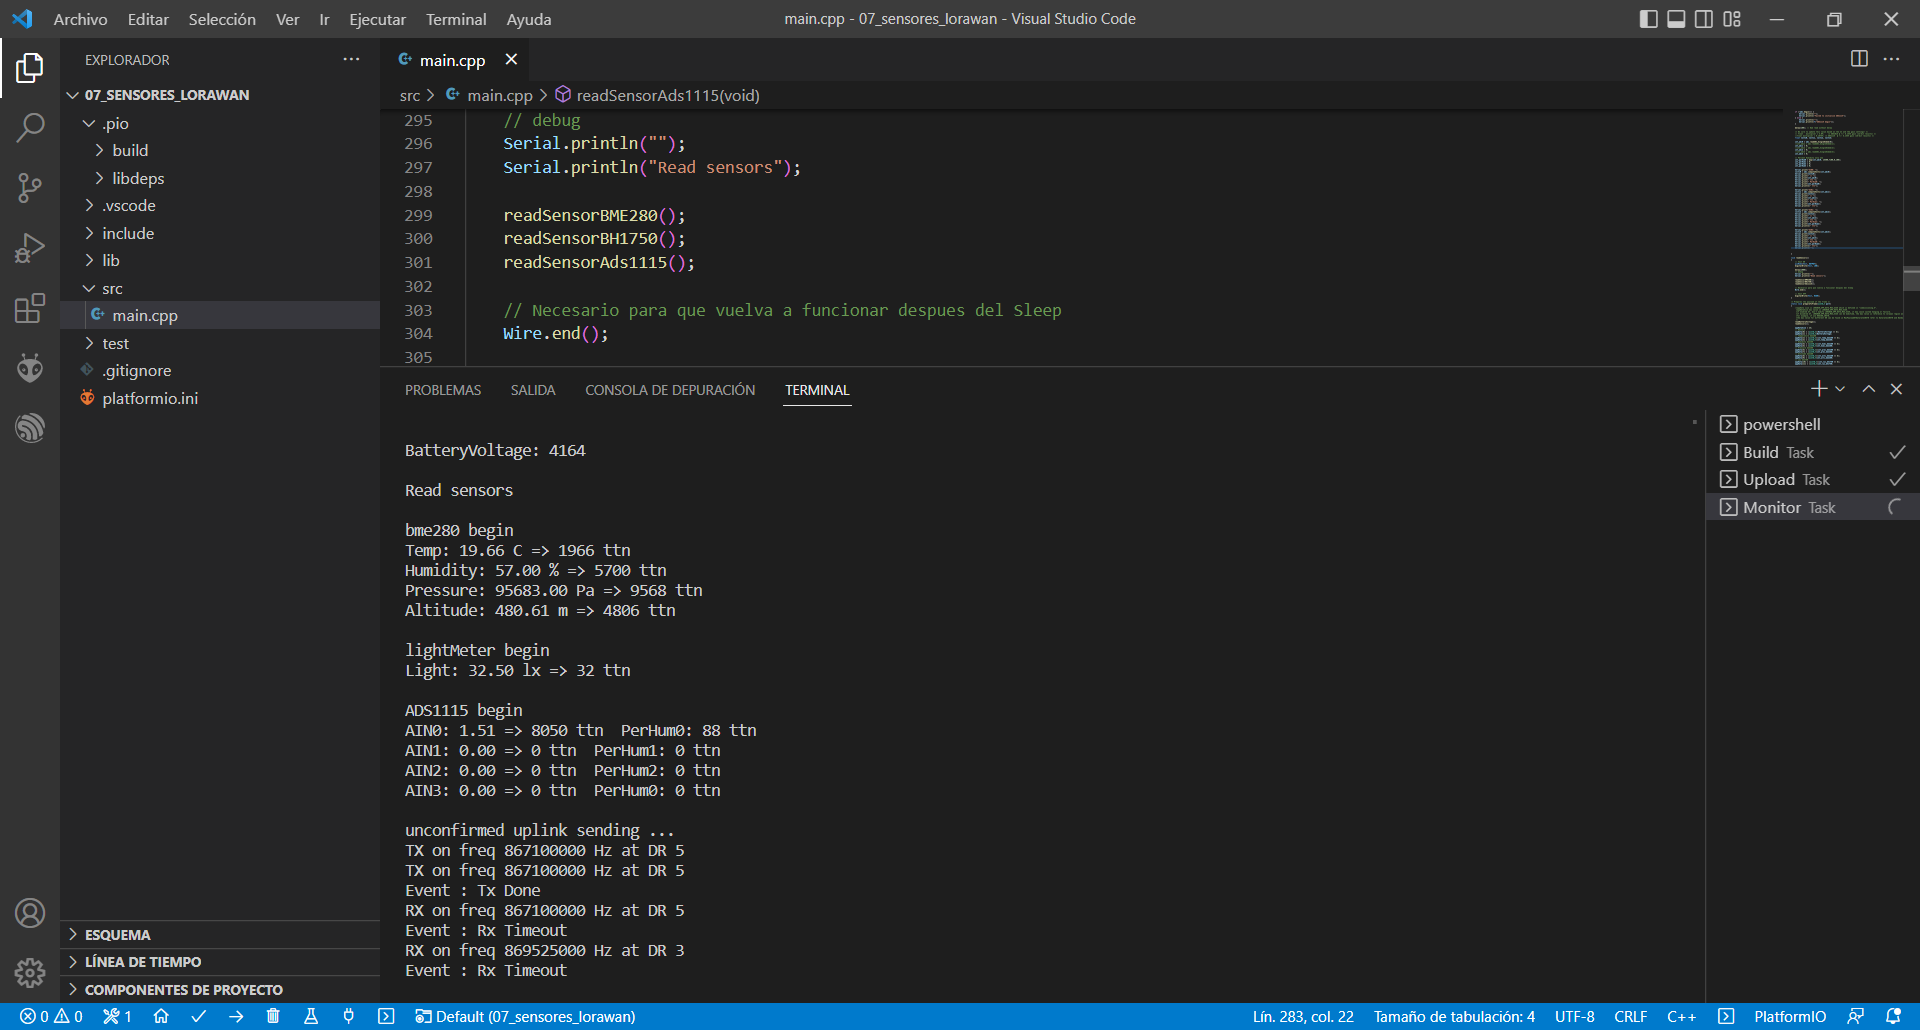 Archivo Editar Selección Ver Ir Ejecutar Terminal Ayuda
main.cpp - 07_sensores_lorawan - Visual Studio Code
EXPLORADOR
07_SENSORES_LORAWAN
.pio
build
libdeps
.vscode
include
lib
src
main.cpp
test
.gitignore
platformio.ini
ESQUEMA
LÍNEA DE TIEMPO
COMPONENTES DE PROYECTO
main.cpp
src > main.cpp > readSensorAds1115(void)
295 // debug
296 Serial.println("");
297 Serial.println("Read sensors");
298
299 readSensorBME280();
300 readSensorBH1750();
301 readSensorAds1115();
302
303 // Necesario para que vuelva a funcionar despues del Sleep
304 Wire.end();
305
PROBLEMAS SALIDA CONSOLA DE DEPURACIÓN TERMINAL
BatteryVoltage: 4164
Read sensors
bme280 begin
Temp: 19.66 C => 1966 ttn
Humidity: 57.00 % => 5700 ttn
Pressure: 95683.00 Pa => 9568 ttn
Altitude: 480.61 m => 4806 ttn
lightMeter begin
Light: 32.50 lx => 32 ttn
ADS1115 begin
AIN0: 1.51 => 8050 ttn  PerHum0: 88 ttn
AIN1: 0.00 => 0 ttn  PerHum1: 0 ttn
AIN2: 0.00 => 0 ttn  PerHum2: 0 ttn
AIN3: 0.00 => 0 ttn  PerHum0: 0 ttn
unconfirmed uplink sending ...
TX on freq 867100000 Hz at DR 5
TX on freq 867100000 Hz at DR 5
Event : Tx Done
RX on freq 867100000 Hz at DR 5
Event : Rx Timeout
RX on freq 869525000 Hz at DR 3
Event : Rx Timeout
powershell
Build Task
Upload Task
Monitor Task
0 0 1 Default (07_sensores_lorawan) Lín. 283, col. 22 Tamaño de tabulación: 4 UTF-8 CRLF C++ PlatformIO